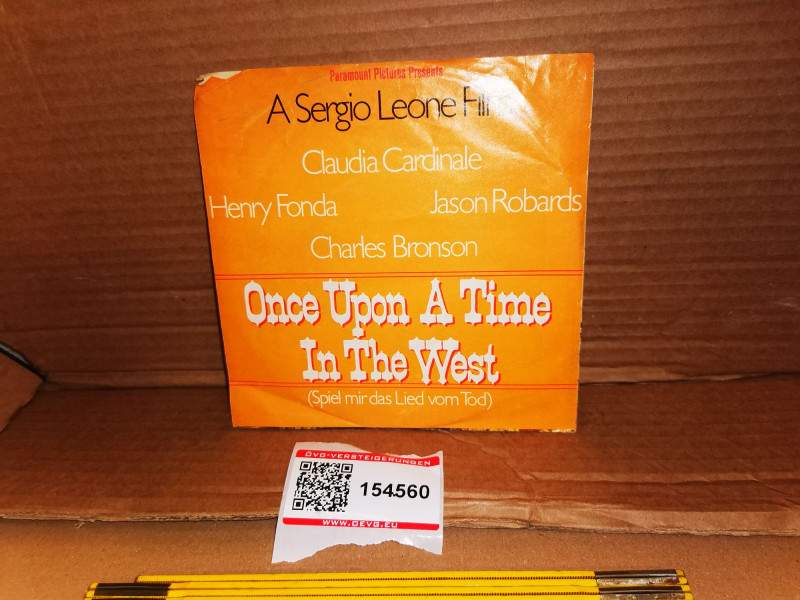 Paramount Pictures Presents
A Sergio Leone Film
Claudia Cardinale
Henry Fonda
Jason Robards
Charles Bronson
Once Upon A Time
In The West
(Spiel mir das Lied vom Tod)
ÖVG-VERSTEIGERUNGEN
154560
WWW.OEVG.EU